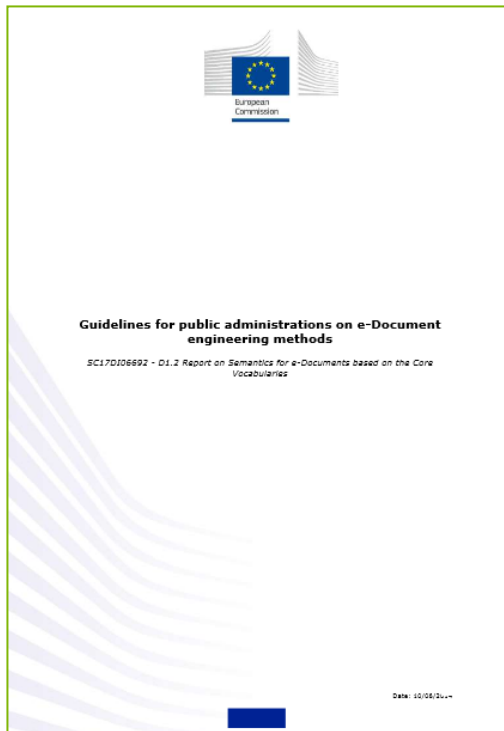 European
Commission
Guidelines for public administrations on e-Document
engineering methods
SC17DI06692 - D1.2 Report on Semantics for e-Documents based on the Core
Vocabularies
Date: